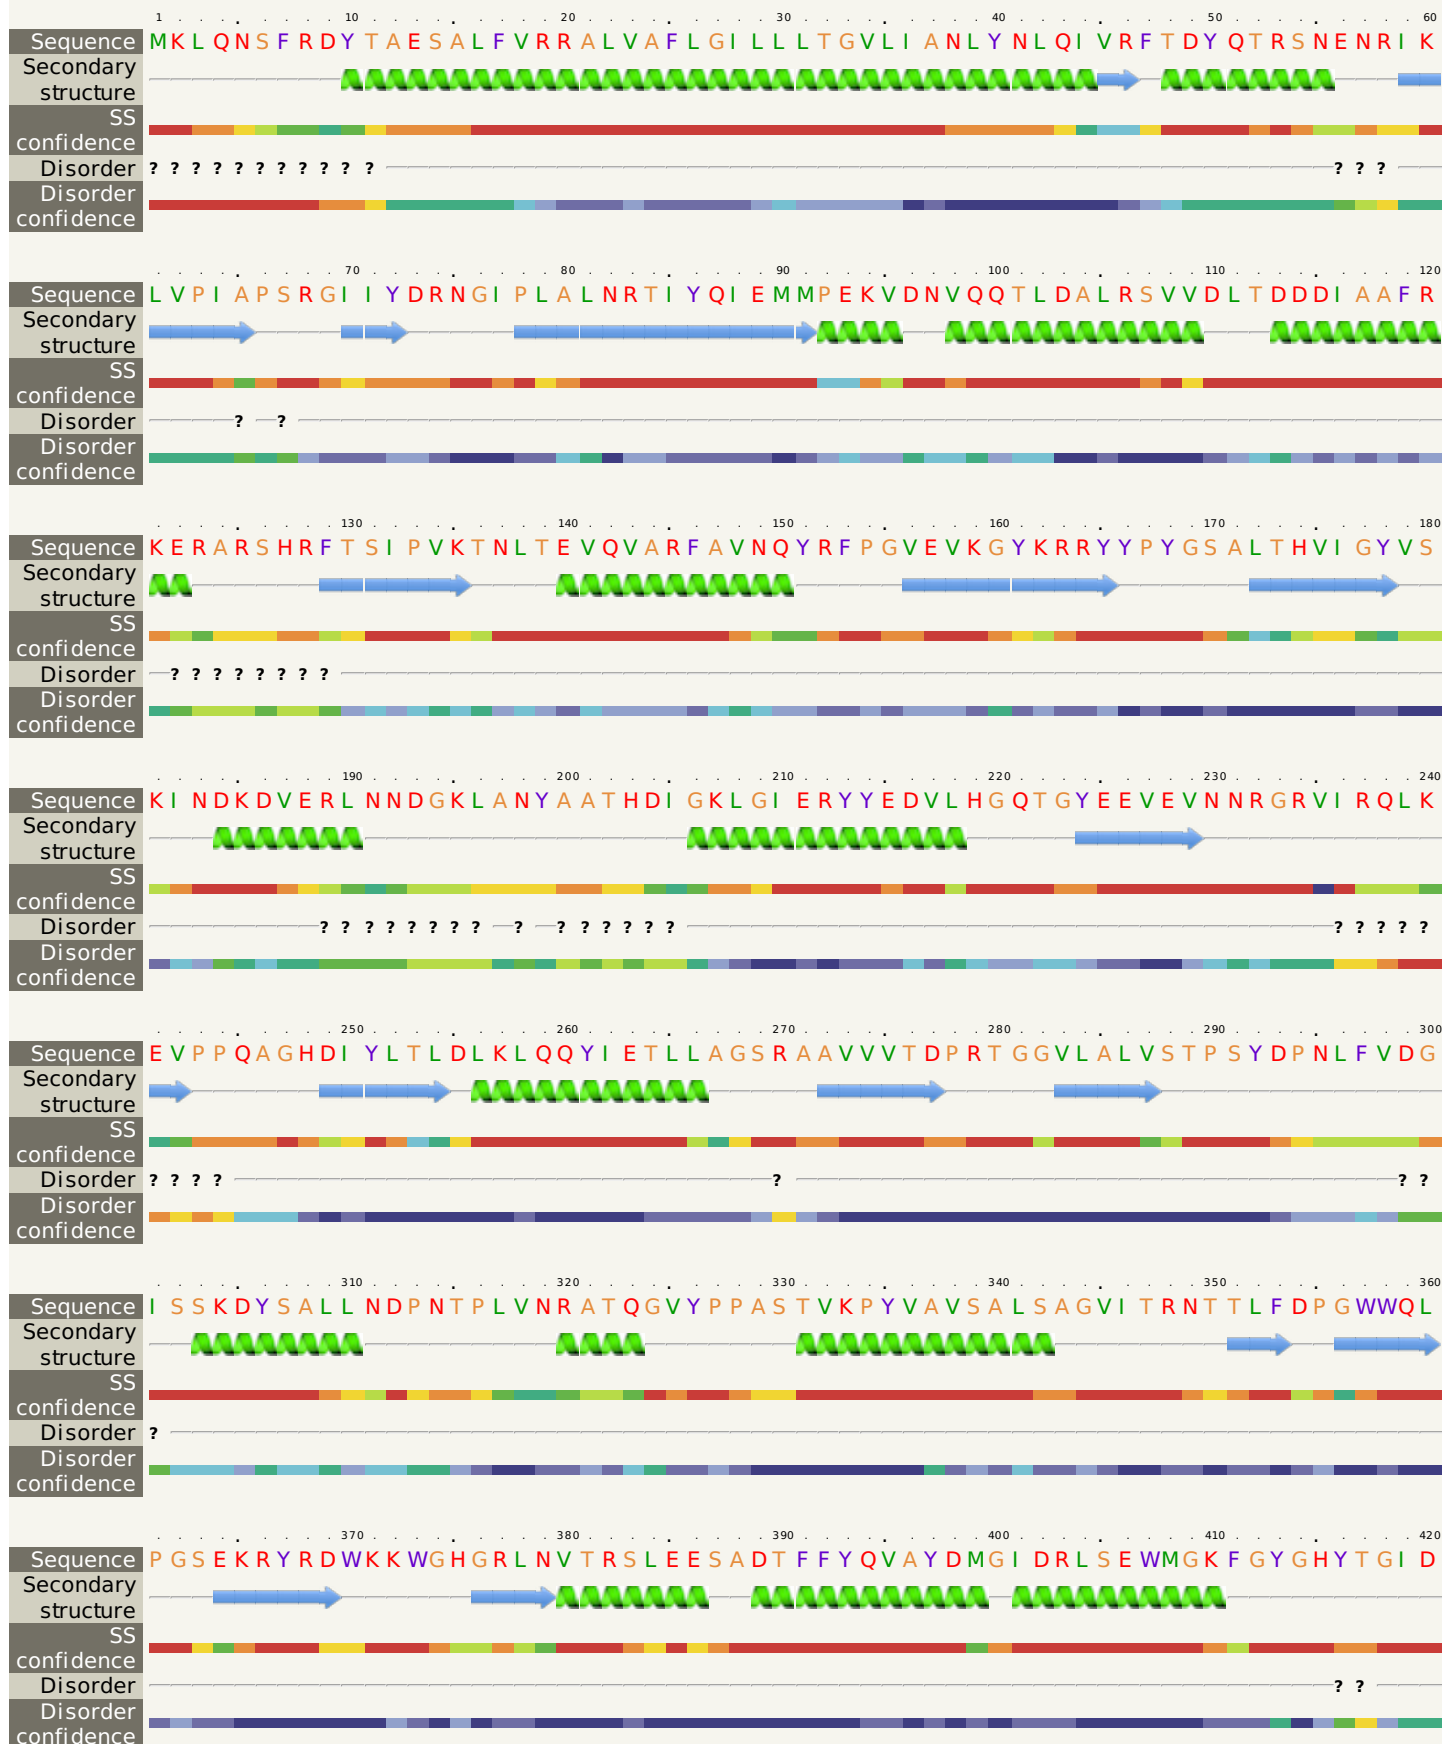 1 10 20 30 40 50 60
Sequence MKLQNSFRDYTAESALFVRRALVAFLGILLLTGVLIANLYNLQIVRFTDYQTRSNENRIK
Secondary structure
SS confidence
Disorder ? ? ? ? ? ? ? ? ? ? ? ? ? ?
Disorder confidence
70 80 90 100 110 120
Sequence LVPIAPSRGIIYDRNGIPLALNRTIYQIEMMPEKVDNVQQTLDALRSVVDLTDDDIAAFR
Secondary structure
SS confidence
Disorder ? ?
Disorder confidence
130 140 150 160 170 180
Sequence KERARSHRFTSIPVKTNLTEVQVARFAVNQYRFPGVEVKGYKRRYYPYGSALTHVIGYVS
Secondary structure
SS confidence
Disorder ? ? ? ? ? ? ? ?
Disorder confidence
190 200 210 220 230 240
Sequence KINDKDVERLNNDGKLANYAATHDIGKLGIERYYEDVLHGQTGYEEVEVNNRGRVIRQLK
Secondary structure
SS confidence
Disorder ? ? ? ? ? ? ? ? ? ? ? ? ? ? ? ? ? ? ? ?
Disorder confidence
250 260 270 280 290 300
Sequence EVPPQAGHDIYLTLDLKLQQYIETLLAGSRAAVVVTDPRTGGVLALVSTPSYDPNLFVDG
Secondary structure
SS confidence
Disorder ? ? ? ? ? ? ?
Disorder confidence
310 320 330 340 350 360
Sequence ISSKDYSALLNDPNTPLVNRATQGVYPPASTVKPYVAVSALSAGVITRNTTLFDPGWWQL
Secondary structure
SS confidence
Disorder ?
Disorder confidence
370 380 390 400 410 420
Sequence PGSEKRYRDWKKWGHGRLNVTRSLEESADTFFYQVAYDMGIDRLSEWMGKFGYGHYTGID
Secondary structure
SS confidence
Disorder ? ?
Disorder confidence